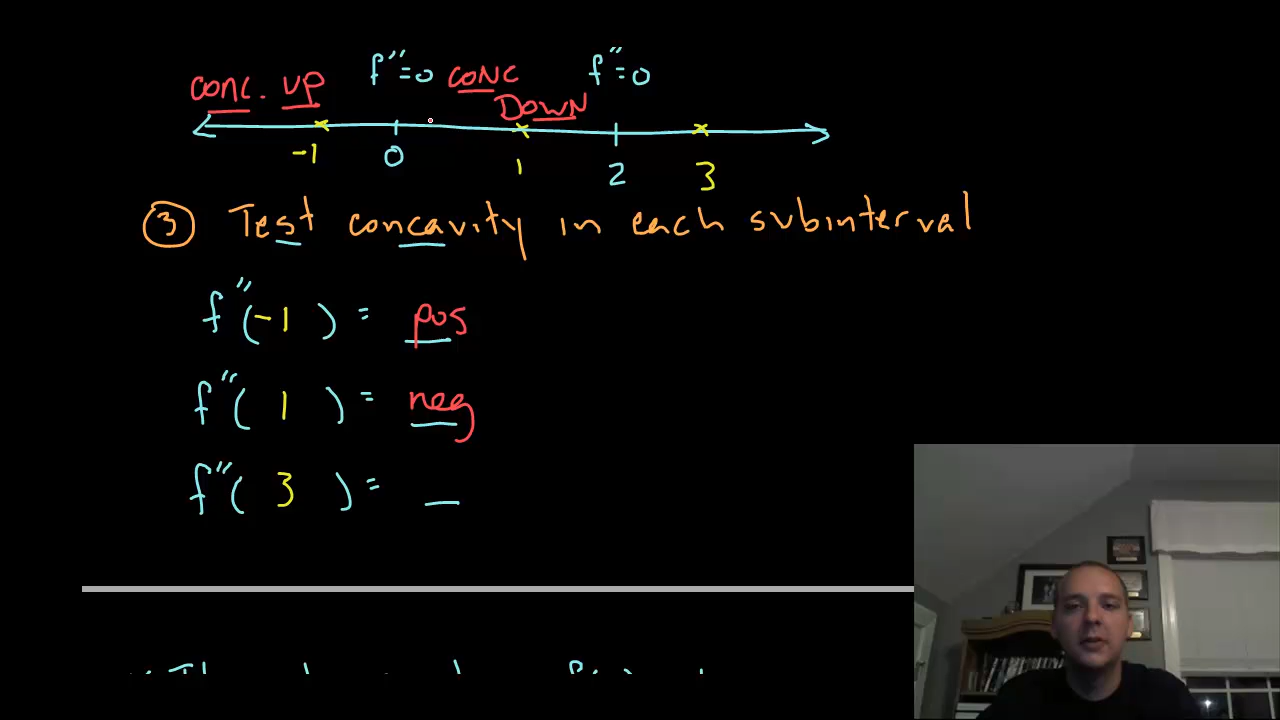 conc. up f''=0 conc f''=0
Down
-1 0 1 2 3
③ Test concavity in each subinterval
f''(-1) = pos
f''(1) = neg
f''(3) = _